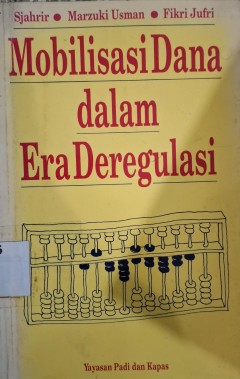 Sjahrir • Marzuki Usman • Fikri Jufri
Mobilisasi Dana
dalam
Era Deregulasi
Yayasan Padi dan Kapas